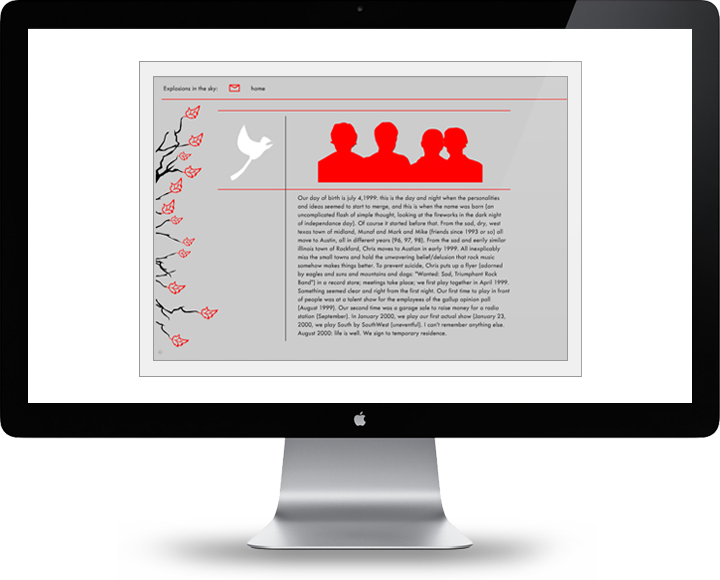 Explosions in the sky: home
Our day of birth is july 4,1999: this is the day and night when the personalities
and ideas seemed to start to merge, and this is when the name was born (an
uncomplicated flash of simple thought, looking at the fireworks in the dark night
of independance day). Of course it started before that. From the sad, dry, west
texas town of midland, Munaf and Mark and Mike (friends since 1993 or so) all
move to Austin, all in different years (96, 97, 98). From the sad and eerily similar
illinois town of Rockford, Chris moves to Austian in early 1999. All inexplicably
miss the small towns and hold the unwavering belief/delusion that rock music
somehow makes things better. To prevent suicide, Chris puts up a flyer (adorned
by eagles and suns and mountains and dogs: "Wanted: Sad, Triumphant Rock
Band") in a record store; meetings take place; we first play together in April 1999.
Something seemed clear and right from the first night. Our first time to play in front
of people was at a talent show for the employees of the gallup opinion poll
(August 1999). Our second time was a garage sale to raise money for a radio
station (September). In January 2000, we play our first actual show (January 23,
2000, we play South by SouthWest (uneventful). I can't remember anything else.
August 2000: life is well. We sign to temporary residence.